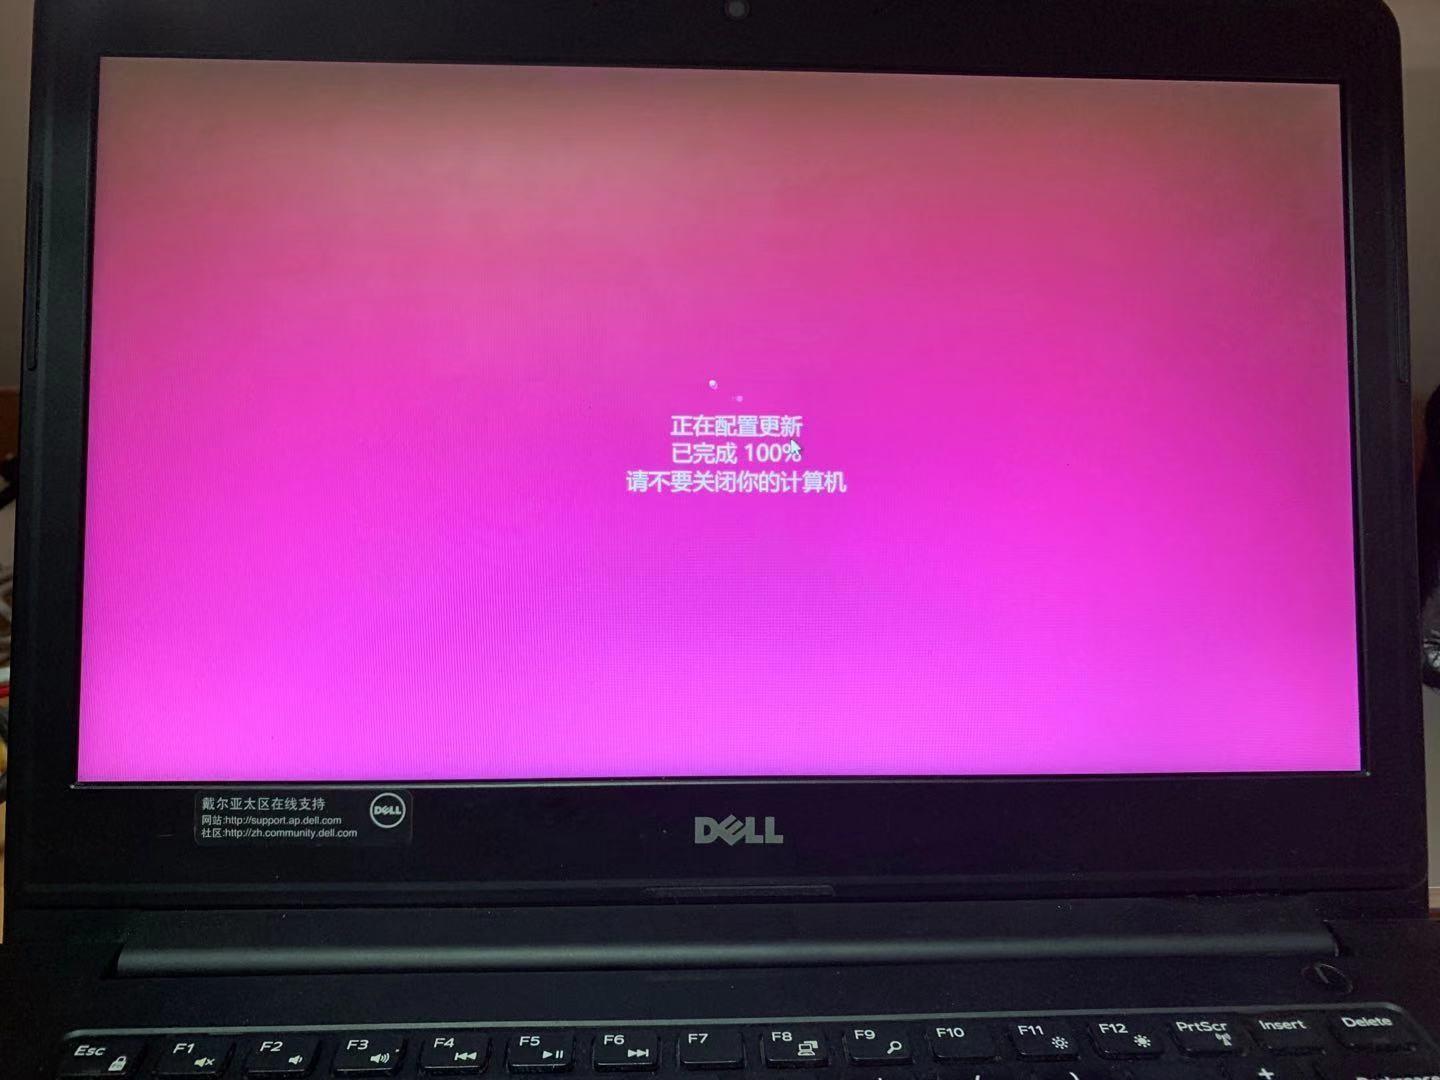 正在配置更新
已完成 100%
请不要关闭你的计算机
戴尔亚太区在线支持
网站:http://support.ap.dell.com
社区:http://zh.community.dell.com
DELL
DELL
Esc
F1
F2
F3
F4
F5
F6
F7
F8
F9
F10
F11
F12
PrtScr
Insert
Delete